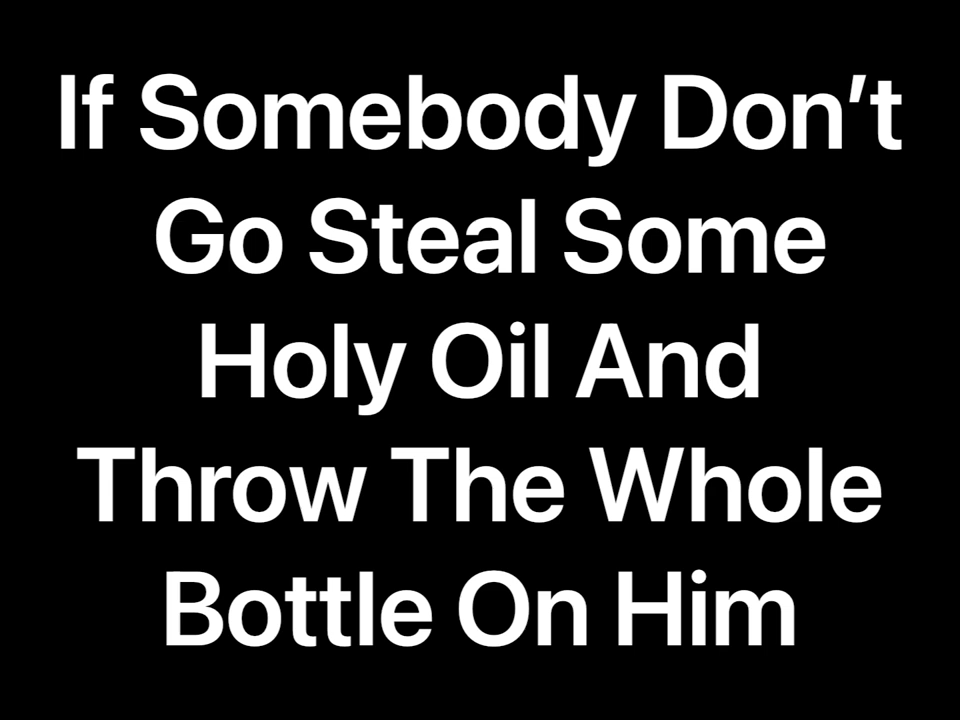 If Somebody Don’t
Go Steal Some
Holy Oil And
Throw The Whole
Bottle On Him